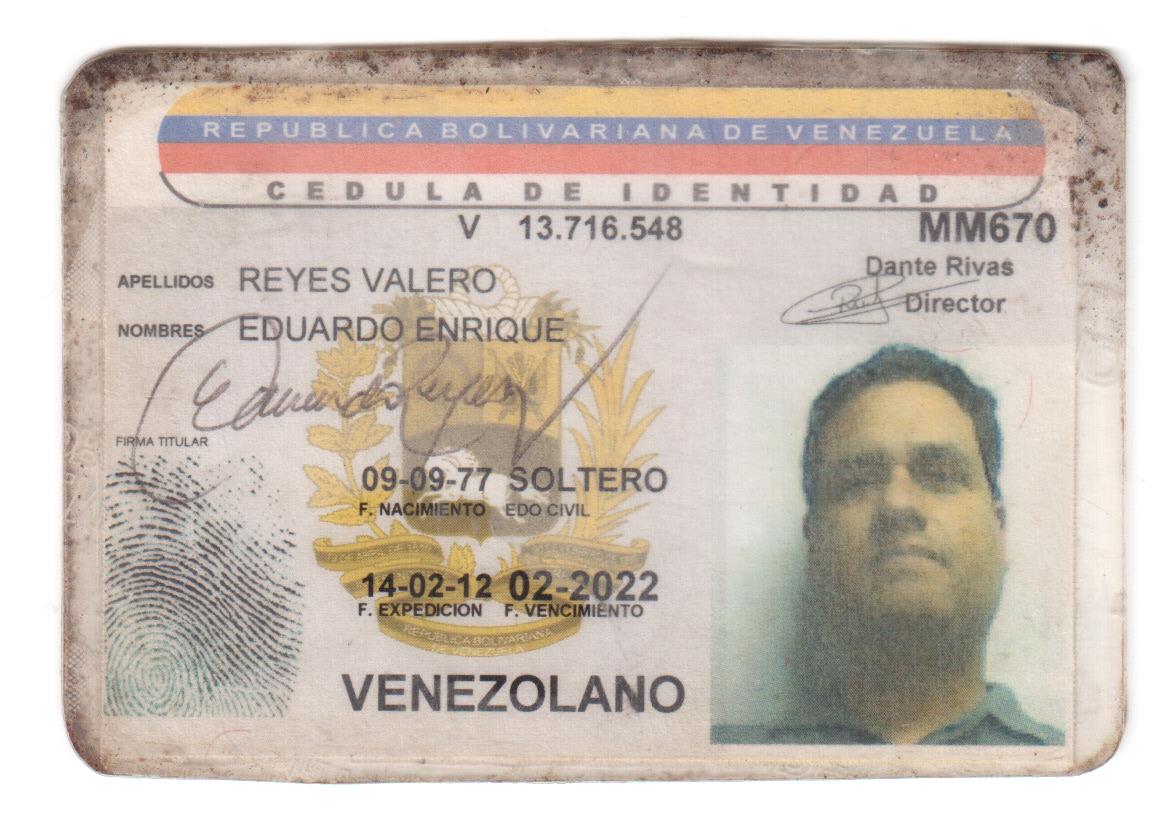 REPUBLICA BOLIVARIANA DE VENEZUELA
CEDULA DE IDENTIDAD
V 13.716.548 MM670
Dante Rivas
Director
APELLIDOS REYES VALERO
NOMBRES EDUARDO ENRIQUE
Eduardo Reyes V
FIRMA TITULAR
09-09-77 SOLTERO
F. NACIMIENTO EDO CIVIL
14-02-12 02-2022
F. EXPEDICION F. VENCIMIENTO
REPUBLICA BOLIVARIANA
DE VENEZUELA
VENEZOLANO